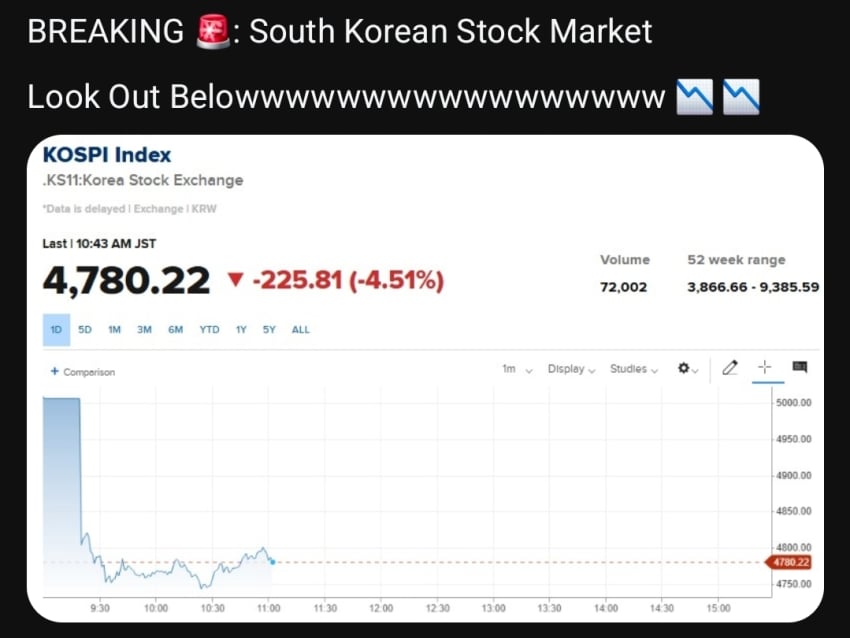 BREAKING 🚨: South Korean Stock Market
Look Out Belowwwwwwwwwwwwwwwwww 📉 📉
KOSPI Index
.KS11:Korea Stock Exchange
*Data is delayed | Exchange | KRW
Last | 10:43 AM JST
4,780.22 ▼ -225.81 (-4.51%)
Volume 52 week range
72,002 3,866.66 - 9,385.59
1D 5D 1M 3M 6M YTD 1Y 5Y ALL
+ Comparison 1m Display Studies
5000.00
4950.00
4900.00
4850.00
4800.00
4780.22
4750.00
9:30 10:00 10:30 11:00 11:30 12:00 12:30 13:00 13:30 14:00 14:30 15:00